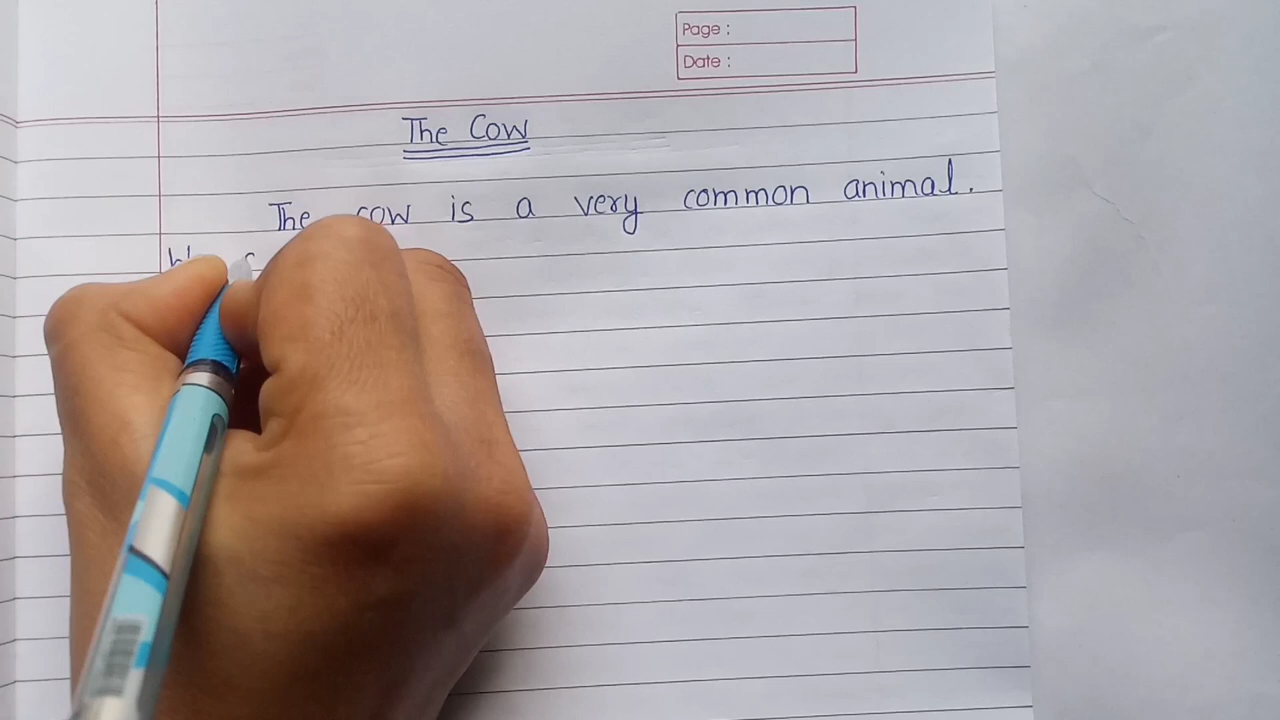 Page :
Date :
The Cow
The cow is a very common animal.